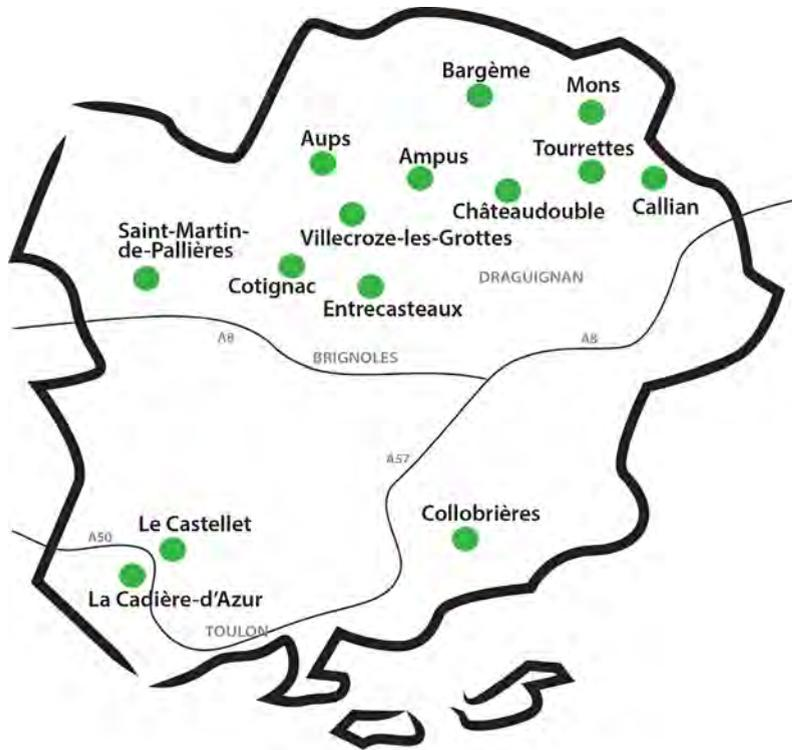 Bargème
Mons
Aups
Ampus
Tourrettes
Châteaudouble
Callian
Saint-Martin-
de-Pallières
Villecroze-les-Grottes
Cotignac
Entrecasteaux
DRAGUIGNAN
A8
A8
BRIGNOLES
A57
Collobrières
Le Castellet
A50
La Cadière-d'Azur
TOULON